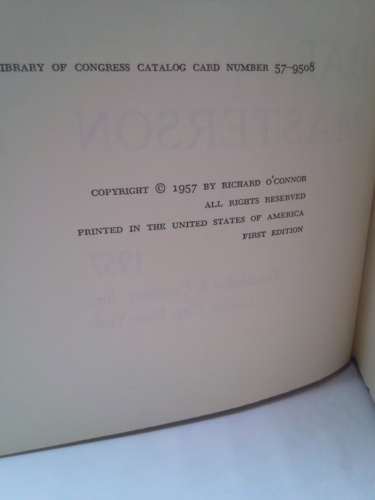 IBRARY OF CONGRESS CATALOG CARD NUMBER 57-9508
COPYRIGHT © 1957 BY RICHARD O'CONNOR
ALL RIGHTS RESERVED
PRINTED IN THE UNITED STATES OF AMERICA
FIRST EDITION